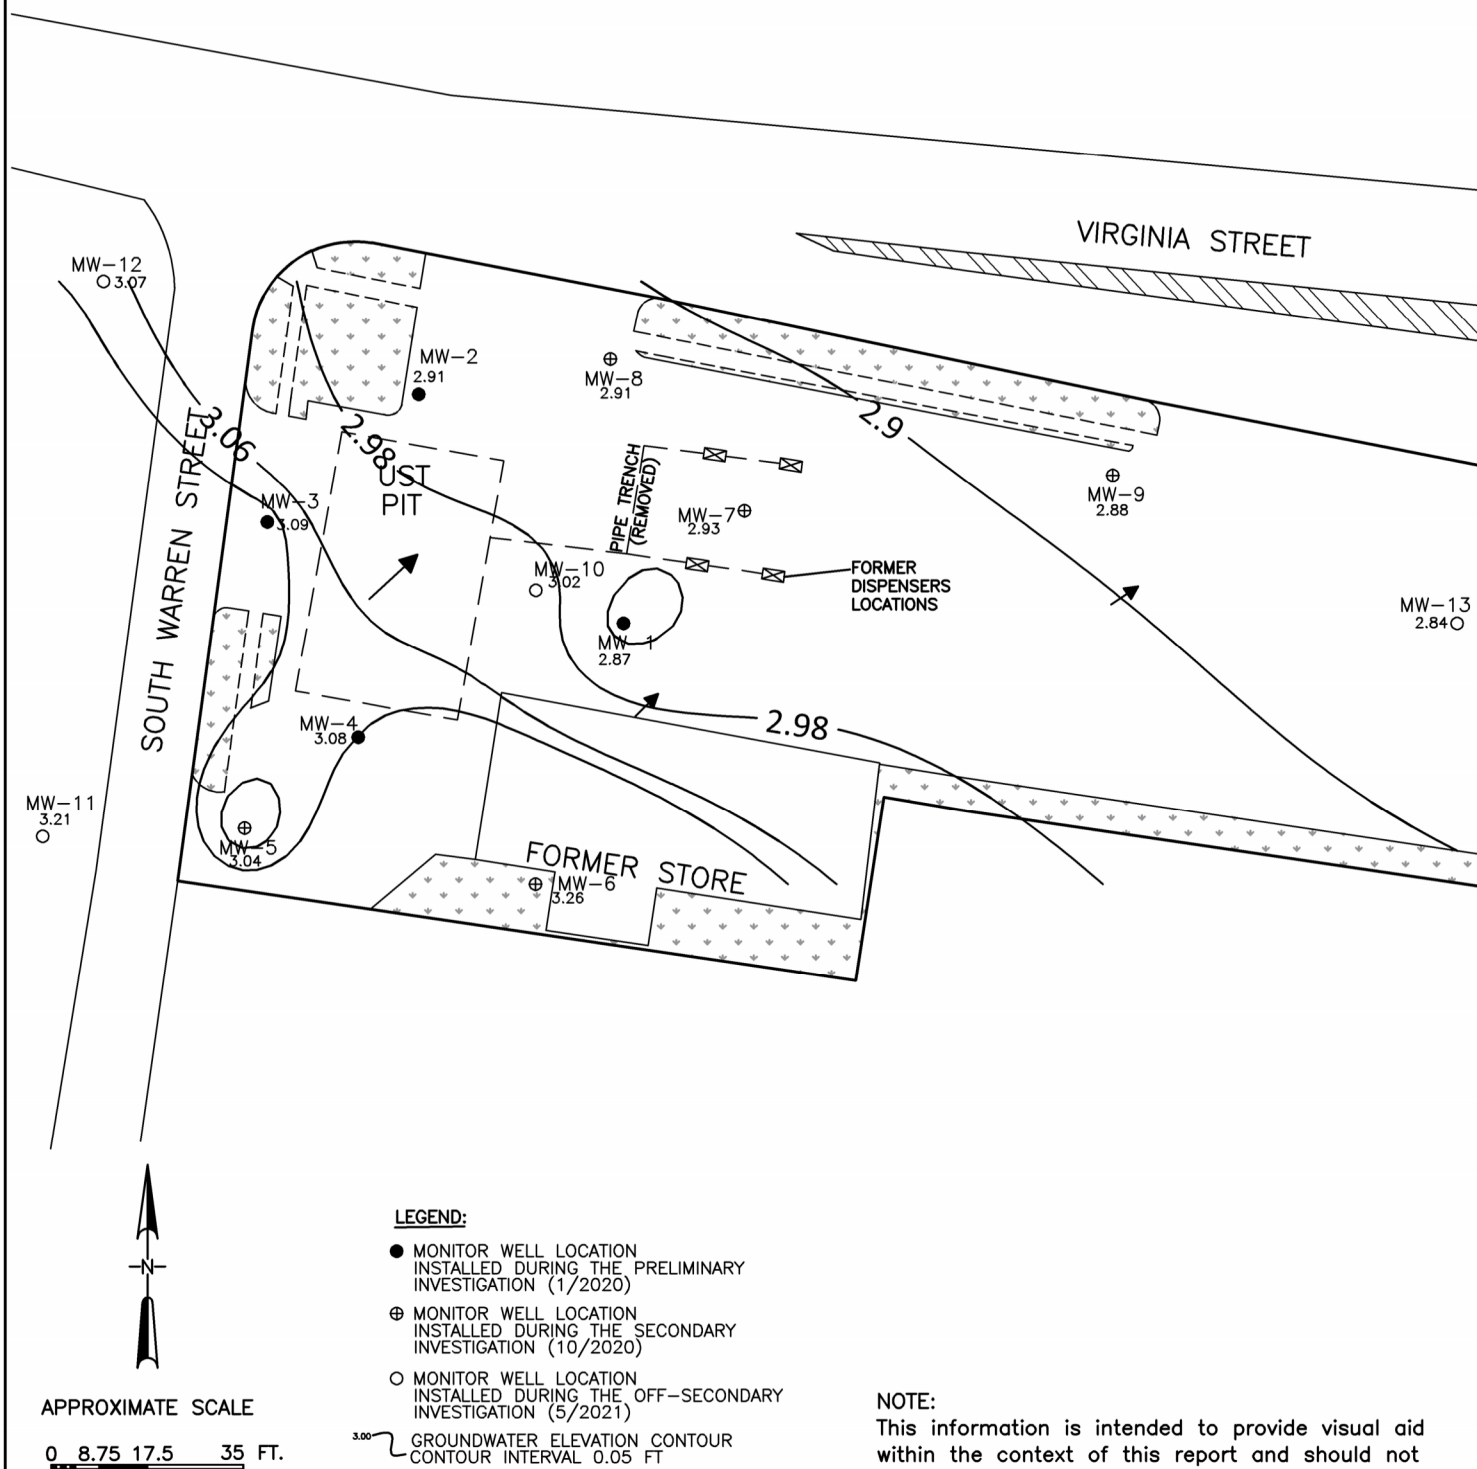 VIRGINIA STREET
MW-12
3.07
MW-2
2.91
MW-8
2.91
2.9
3.06
2.98
UST
PIT
PIPE TRENCH
(REMOVED)
MW-9
2.88
MW-3
3.09
MW-7
2.93
SOUTH WARREN STREET
MW-10
3.02
FORMER
DISPENSERS
LOCATIONS
MW-13
2.84
MW-1
2.87
MW-4
3.08
2.98
MW-11
3.21
MW-5
3.04
FORMER STORE
MW-6
3.26
N
LEGEND:
MONITOR WELL LOCATION
INSTALLED DURING THE PRELIMINARY
INVESTIGATION (1/2020)
MONITOR WELL LOCATION
INSTALLED DURING THE SECONDARY
INVESTIGATION (10/2020)
MONITOR WELL LOCATION
INSTALLED DURING THE OFF-SECONDARY
INVESTIGATION (5/2021)
3.00 GROUNDWATER ELEVATION CONTOUR
CONTOUR INTERVAL 0.05 FT
APPROXIMATE SCALE
0 8.75 17.5 35 FT.
NOTE:
This information is intended to provide visual aid
within the context of this report and should not